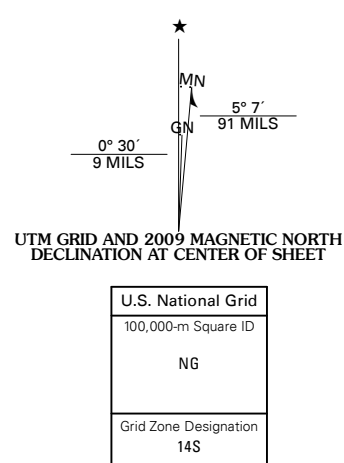 ★
MN
5° 7´
91 MILS
GN
0° 30´
9 MILS
UTM GRID AND 2009 MAGNETIC NORTH
DECLINATION AT CENTER OF SHEET
U.S. National Grid
100,000-m Square ID
NG
Grid Zone Designation
14S